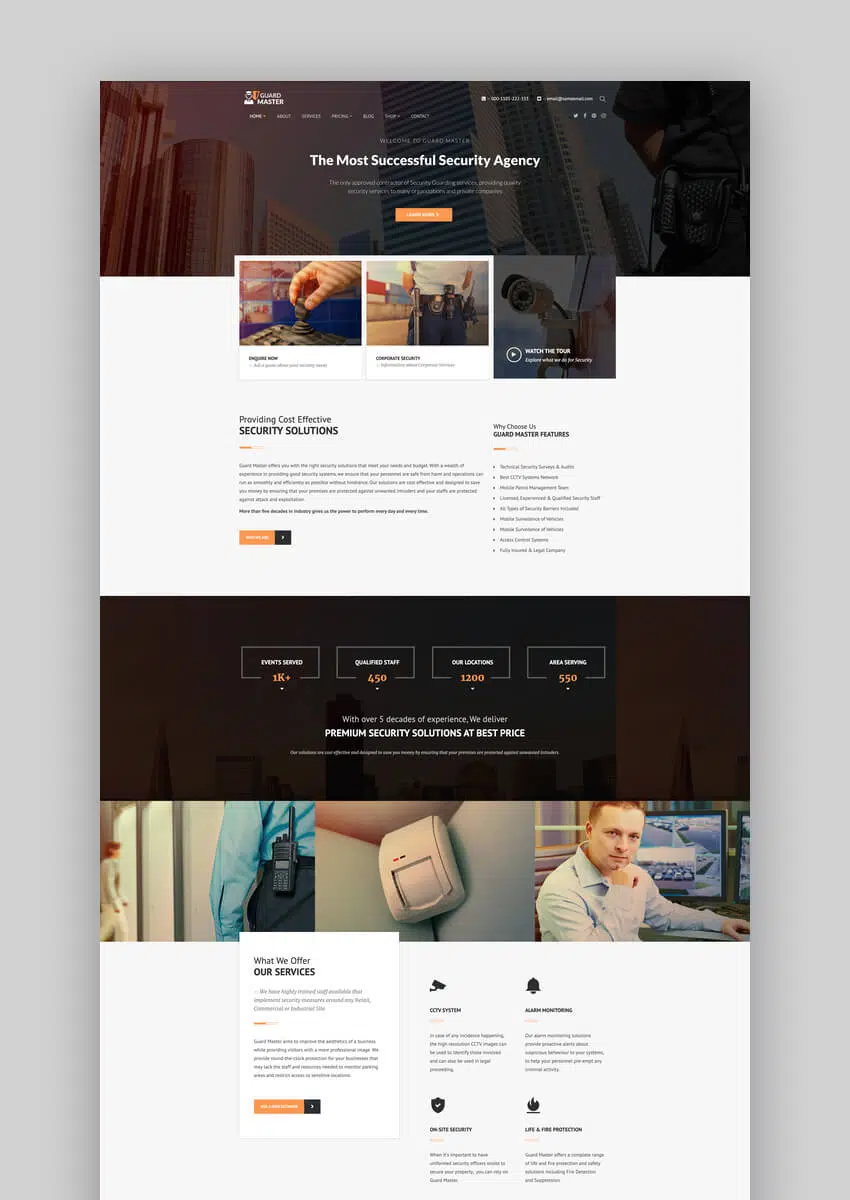 GUARD
MASTER
000-1101-222-333
email@someemail.com
HOME
ABOUT
SERVICES
PRICING
BLOG
SHOP
CONTACT
WELCOME TO GUARD MASTER
The Most Successful Security Agency
The only approved contractor of Security Guarding services, providing quality
security services to many organizations and private companies
LEARN MORE
ENQUIRE NOW
— Ask a quote about your security needs
CORPORATE SECURITY
— Information about Corporate Services
WATCH THE TOUR
Explore what we do for Security
Providing Cost Effective
SECURITY SOLUTIONS
Guard Master offers you with the right security solutions that meet your needs and budget. With a wealth of
experience in providing good security systems, we ensure that your personnel are safe from harm and operations can
run as smoothly and efficiently as possible without hindrance. Our solutions are cost effective and designed to save
you money by ensuring that your premises are protected against unwanted intruders and your staffs are protected
against attack and exploitation.
More than five decades in industry gives us the power to perform every day and every time.
WHO WE ARE
Why Choose Us
GUARD MASTER FEATURES
Technical Security Surveys & Audits
Best CCTV Systems Network
Mobile Patrol Management Team
Licensed, Experienced & Qualified Security Staff
All Types of Security Barriers Included
Mobile Surveilence of Vehicles
Mobile Surveilence of Vehicles
Access Control Systems
Fully Insured & Legal Company
EVENTS SERVED
1K+
QUALIFIED STAFF
450
OUR LOCATIONS
1200
AREA SERVING
550
With over 5 decades of experience, We deliver
PREMIUM SECURITY SOLUTIONS AT BEST PRICE
Our solutions are cost effective and designed to save you money by ensuring that your premises are protected against unwanted intruders.
What We Offer
OUR SERVICES
— We have highly trained staff available that
implement security measures around any Retail,
Commercial or Industrial Site
Guard Master aims to improve the aesthetics of a business
while providing visitors with a more professional image. We
provide round-the-clock protection for your businesses that
may lack the staff and resources needed to monitor parking
areas and restrict access to sensitive locations.
CCTV SYSTEM
In case of any incidence happening,
the high resolution CCTV images can
be used to identify those involved
and can also be used in legal
proceeding.
ALARM MONITORING
Our alarm monitoring solutions
provide proactive alerts about
suspicious behaviour to your systems,
to help your personnel pre-empt any
criminal activity.
ON-SITE SECURITY
When it's important to have
uniformed security officers onsite to
secure your property, you can rely on
Guard Master.
LIFE & FIRE PROTECTION
Guard Master offers a complete range
of life and fire protection and safety
solutions including Fire Detection
and Suppression